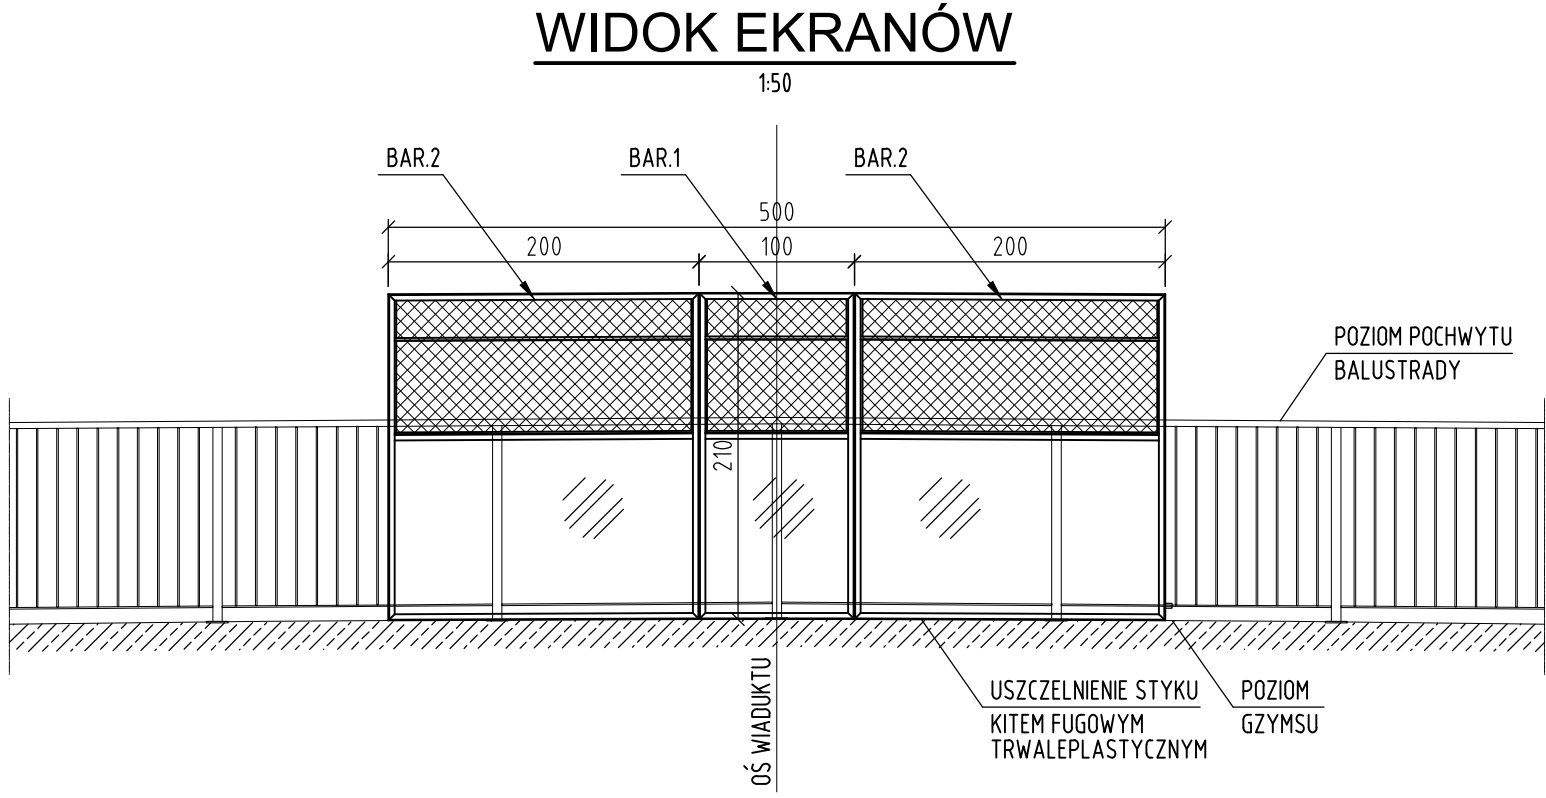 WIDOK EKRANÓW
1:50
BAR.2
BAR.1
BAR.2
500
200
100
200
POZIOM POCHWYTU
BALUSTRADY
210
OŚ WIADUKTU
USZCZELNIENIE STYKU
KITEM FUGOWYM
TRWALEPLASTYCZNYM
POZIOM
GZYMSU